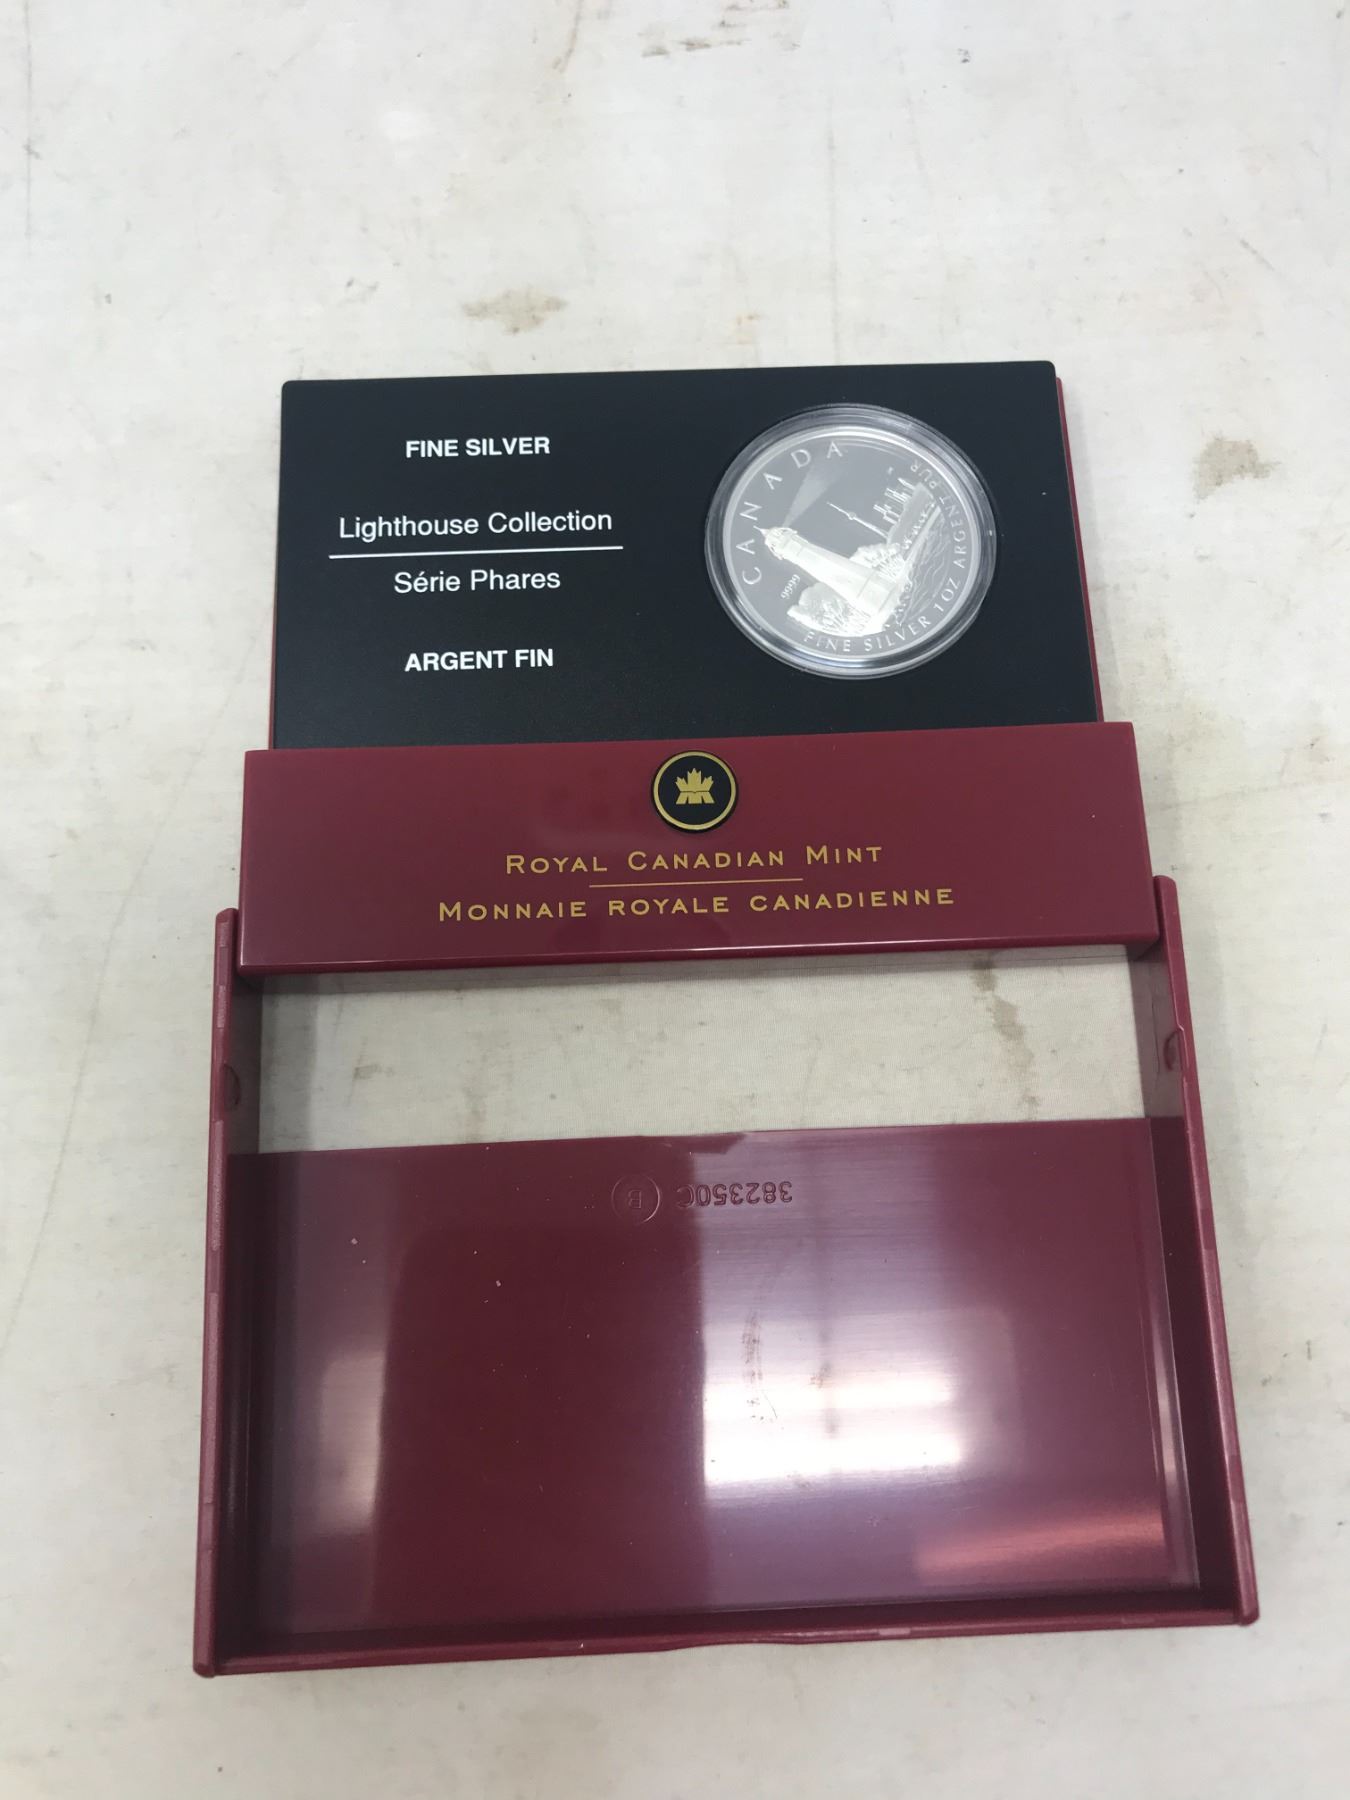 FINE SILVER
Lighthouse Collection
Série Phares
ARGENT FIN
CANADA
9999
FINE SILVER 1 OZ ARGENT PUR
ROYAL CANADIAN MINT
MONNAIE ROYALE CANADIENNE
382350C B